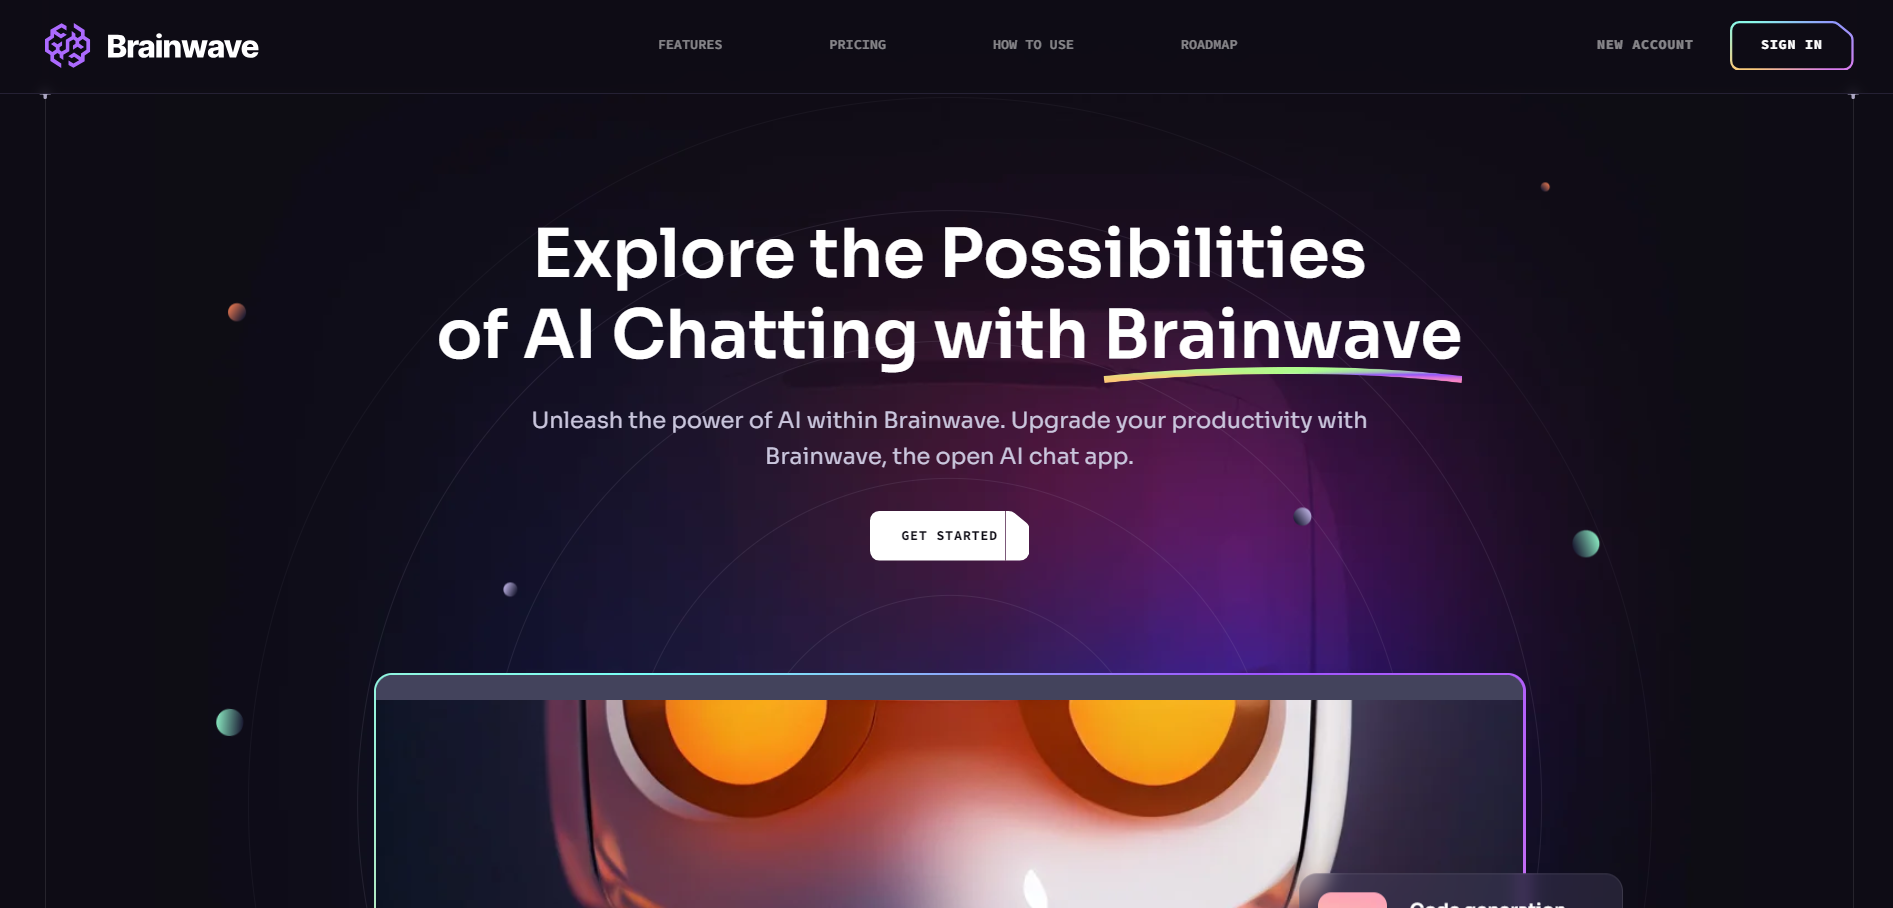 Brainwave
FEATURES
PRICING
HOW TO USE
ROADMAP
NEW ACCOUNT
SIGN IN
Explore the Possibilities
of AI Chatting with Brainwave
Unleash the power of AI within Brainwave. Upgrade your productivity with
Brainwave, the open AI chat app.
GET STARTED
Code generation